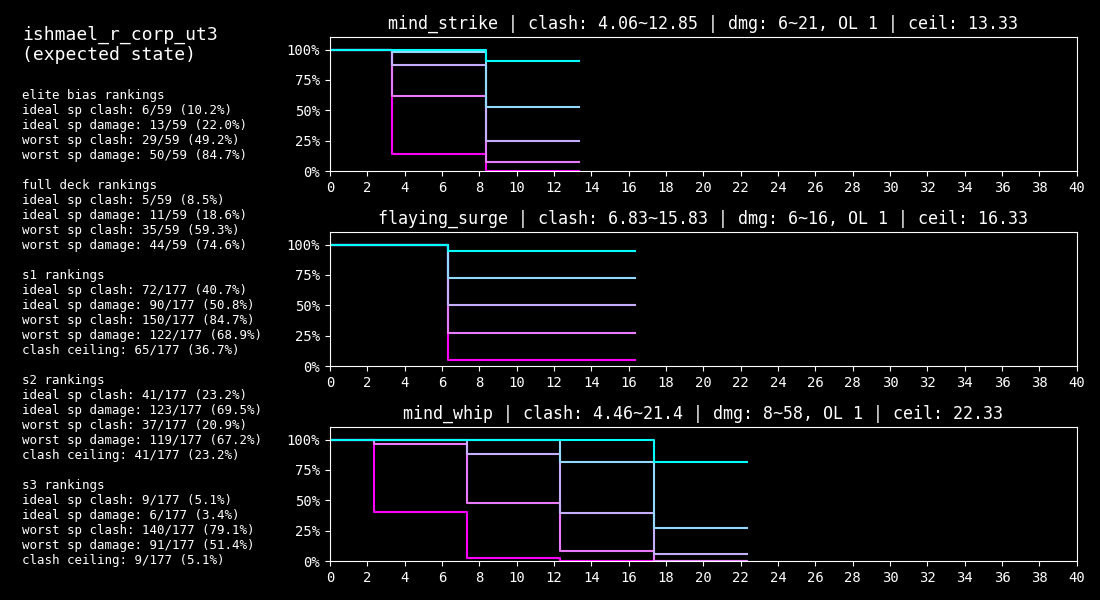 ishmael_r_corp_ut3
(expected state)
elite bias rankings
ideal sp clash: 6/59 (10.2%)
ideal sp damage: 13/59 (22.0%)
worst sp clash: 29/59 (49.2%)
worst sp damage: 50/59 (84.7%)
full deck rankings
ideal sp clash: 5/59 (8.5%)
ideal sp damage: 11/59 (18.6%)
worst sp clash: 35/59 (59.3%)
worst sp damage: 44/59 (74.6%)
s1 rankings
ideal sp clash: 72/177 (40.7%)
ideal sp damage: 90/177 (50.8%)
worst sp clash: 150/177 (84.7%)
worst sp damage: 122/177 (68.9%)
clash ceiling: 65/177 (36.7%)
s2 rankings
ideal sp clash: 41/177 (23.2%)
ideal sp damage: 123/177 (69.5%)
worst sp clash: 37/177 (20.9%)
worst sp damage: 119/177 (67.2%)
clash ceiling: 41/177 (23.2%)
s3 rankings
ideal sp clash: 9/177 (5.1%)
ideal sp damage: 6/177 (3.4%)
worst sp clash: 140/177 (79.1%)
worst sp damage: 91/177 (51.4%)
clash ceiling: 9/177 (5.1%)
mind_strike | clash: 4.06~12.85 | dmg: 6~21, OL 1 | ceil: 13.33
100%
75%
50%
25%
0%
0 2 4 6 8 10 12 14 16 18 20 22 24 26 28 30 32 34 36 38 40
flaying_surge | clash: 6.83~15.83 | dmg: 6~16, OL 1 | ceil: 16.33
100%
75%
50%
25%
0%
0 2 4 6 8 10 12 14 16 18 20 22 24 26 28 30 32 34 36 38 40
mind_whip | clash: 4.46~21.4 | dmg: 8~58, OL 1 | ceil: 22.33
100%
75%
50%
25%
0%
0 2 4 6 8 10 12 14 16 18 20 22 24 26 28 30 32 34 36 38 40